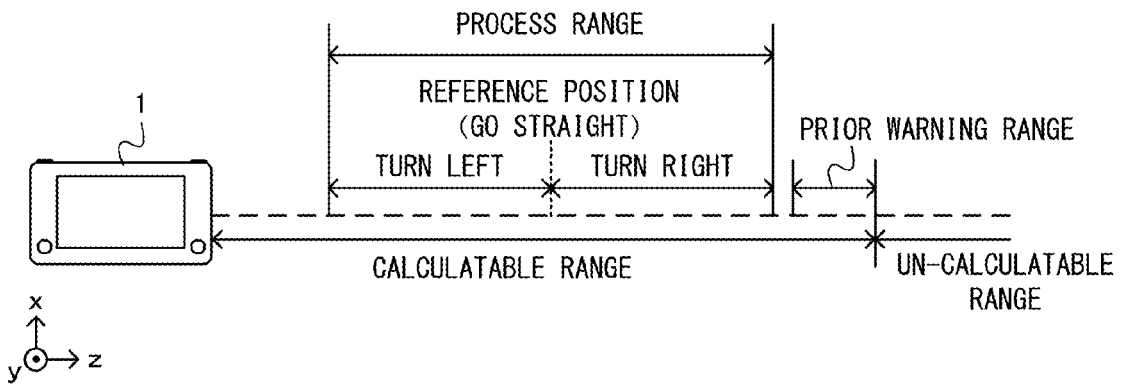 PROCESS RANGE
REFERENCE POSITION
(GO STRAIGHT)
1
PRIOR WARNING RANGE
TURN LEFT
TURN RIGHT
CALCULATABLE RANGE
UN-CALCULATABLE
RANGE
x
y
z